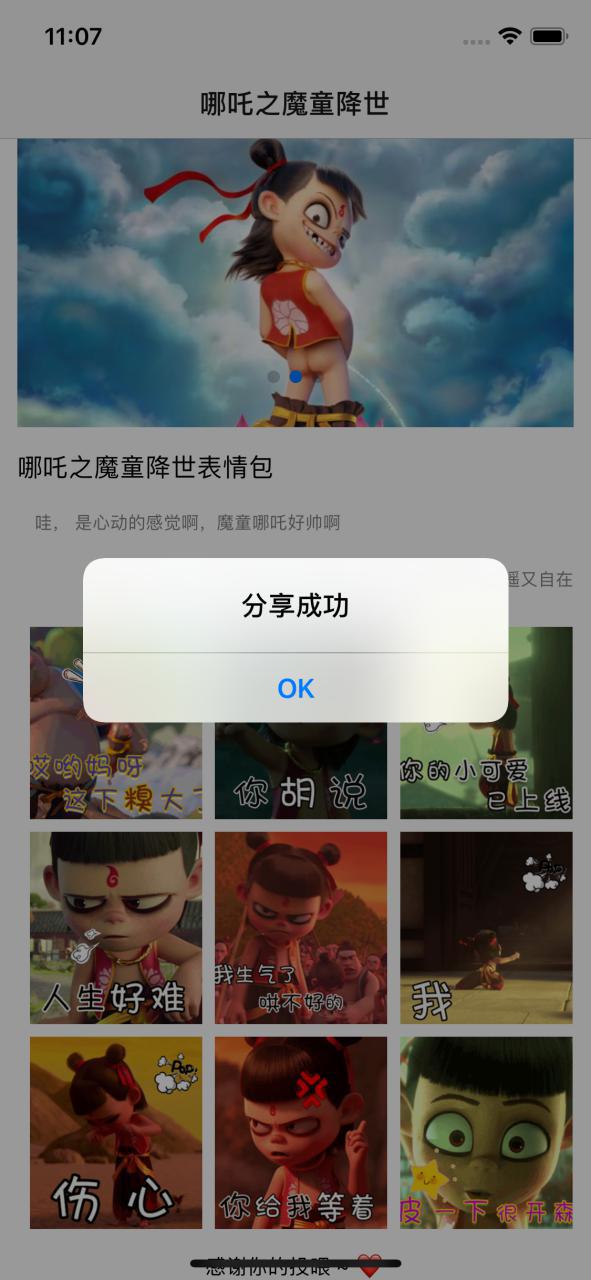 11:07
哪吒之魔童降世
哪吒之魔童降世表情包
哇， 是心动的感觉啊，魔童哪吒好帅啊
遥又自在
分享成功
OK
哎哟妈呀
这下糗大了
你胡说
你的小可爱
已上线
人生好难
我生气了
哄不好的
我
Pop!
伤心
你给我等着
皮一下很开森
感谢你的投喂~ ❤️